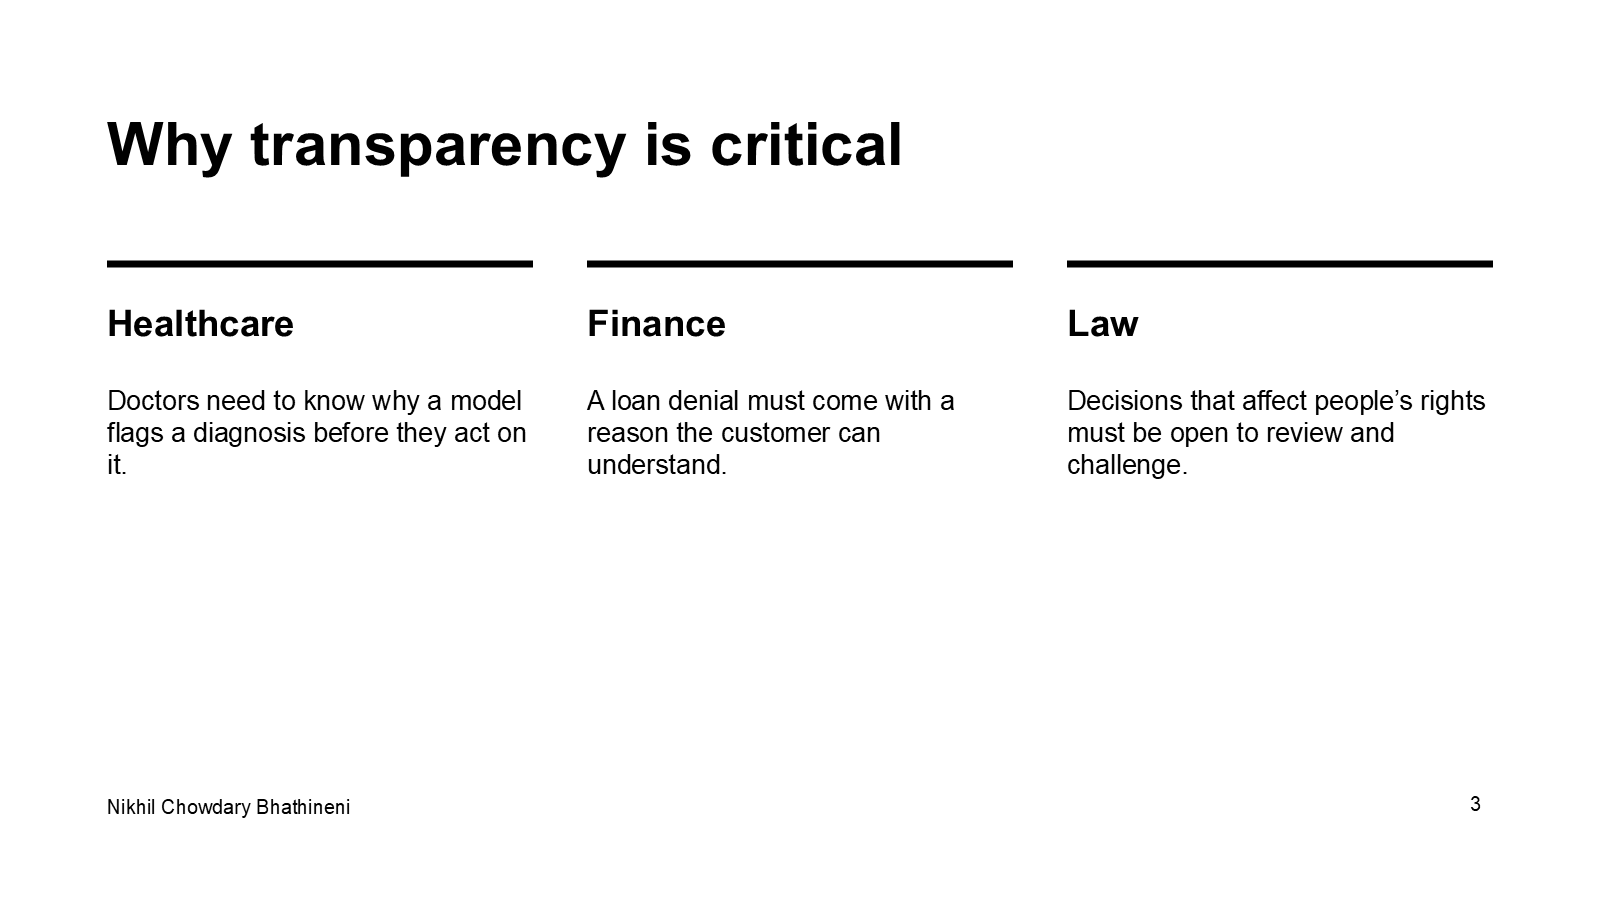 Why transparency is critical
Healthcare
Doctors need to know why a model
flags a diagnosis before they act on
it.
Finance
A loan denial must come with a
reason the customer can
understand.
Law
Decisions that affect people’s rights
must be open to review and
challenge.
Nikhil Chowdary Bhathineni
3